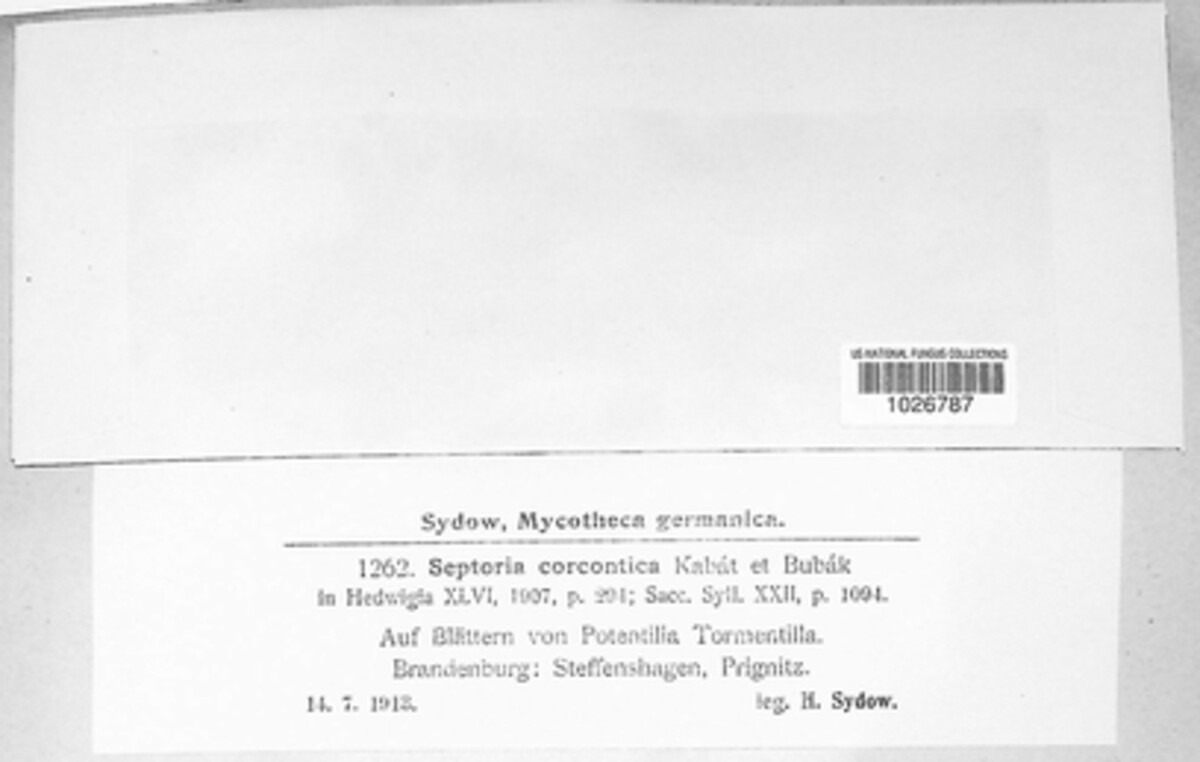 US NATIONAL FUNGUS COLLECTIONS
1026787
Sydow, Mycotheca germanica.
1262. Septoria corcontica Kabát et Bubák
in Hedwigia XLVI, 1907, p. 291; Sacc. Syll. XXII, p. 1094.
Auf Blättern von Potentilla Tormentilla.
Brandenburg: Steffenshagen, Prignitz.
14. 7. 1913. leg. H. Sydow.